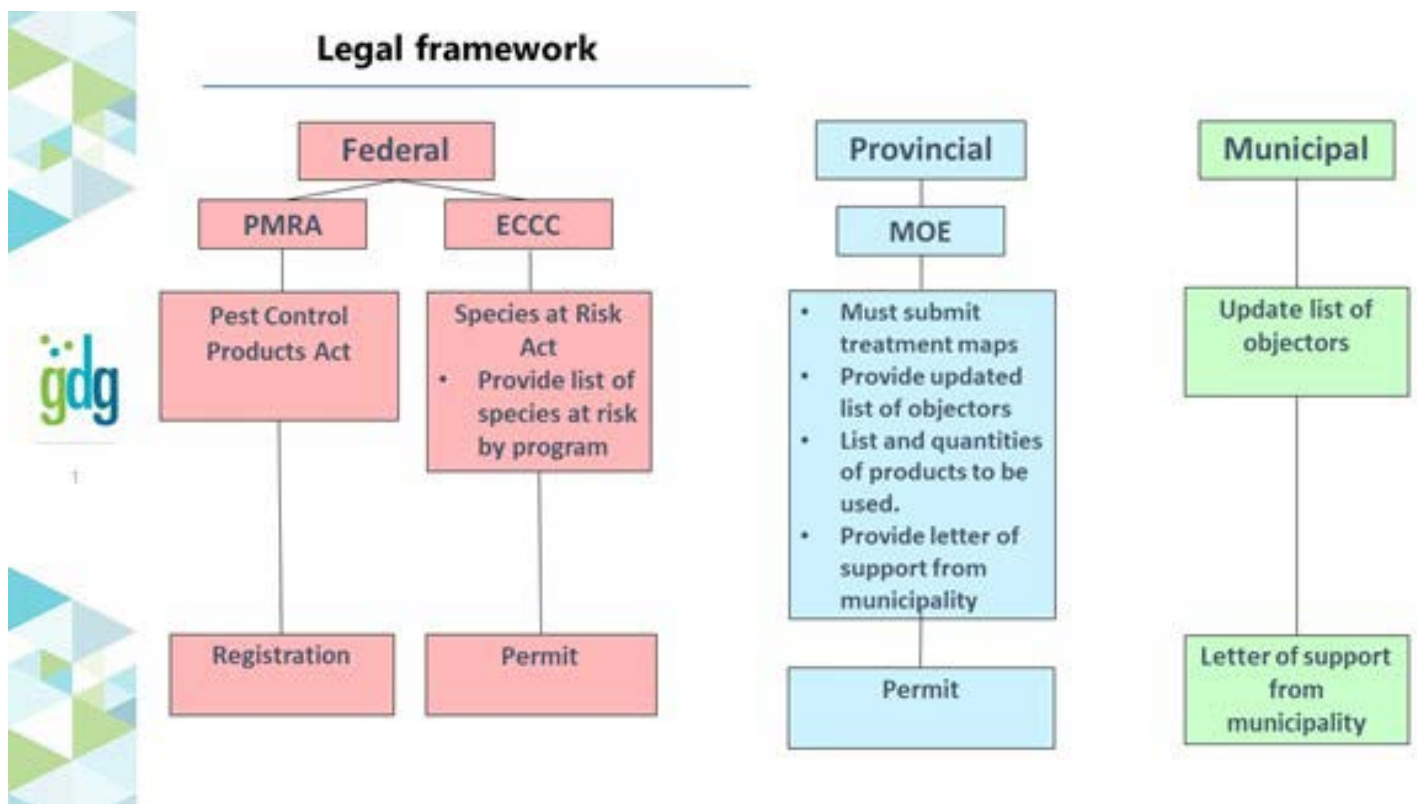 Legal framework
Federal
PMRA
ECCC
Pest Control
Products Act
Species at Risk
Act
• Provide list of
species at risk
by program
Registration
Permit
Provincial
MOE
• Must submit
treatment maps
• Provide updated
list of objectors
• List and quantities
of products to be
used.
• Provide letter of
support from
municipality
Permit
Municipal
Update list of
objectors
Letter of support
from
municipality
gdg
1